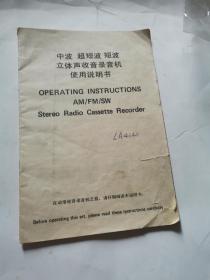 中波 超短波 短波
立体声收音录音机
使用说明书
OPERATING INSTRUCTIONS
AM/FM/SW
Stereo Radio Cassette Recorder
Before operating this set, please read these instructions carefully.